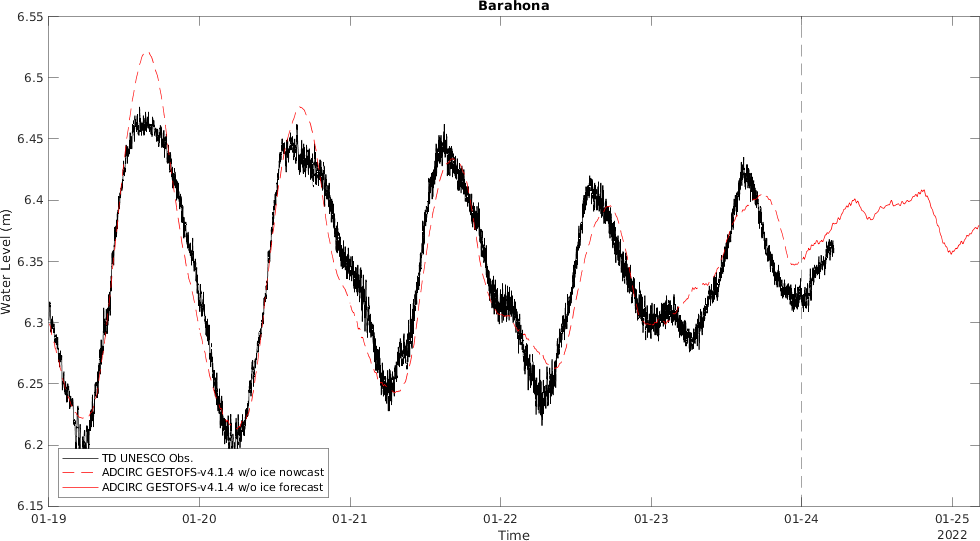 Barahona
6.55
6.5
6.45
6.4
6.35
6.3
6.25
6.2
6.15
Water Level (m)
TD UNESCO Obs.
ADCIRC GESTOFS-v4.1.4 w/o ice nowcast
ADCIRC GESTOFS-v4.1.4 w/o ice forecast
01-19 01-20 01-21 01-22 01-23 01-24 01-25
Time 2022